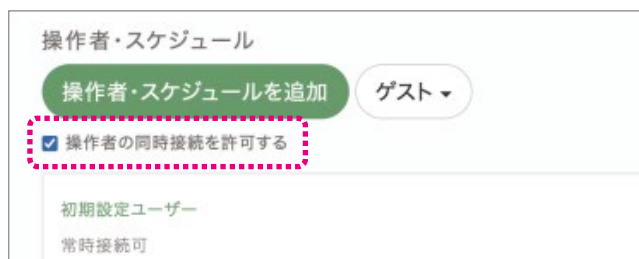 操作者・スケジュール
操作者・スケジュールを追加 ゲスト
操作者の同時接続を許可する
初期設定ユーザー
常時接続可